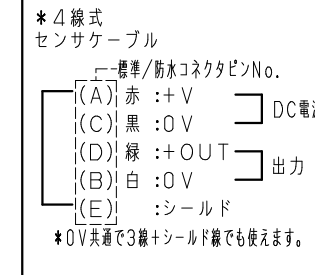 *4線式
センサケーブル
標準/防水コネクタピンNo.
(A) 赤 :+V
DC電
(C) 黒 :0V
(D) 緑 :+OUT
出力
(B) 白 :0V
(E) :シールド
*0V共通で3線+シールド線でも使えます。